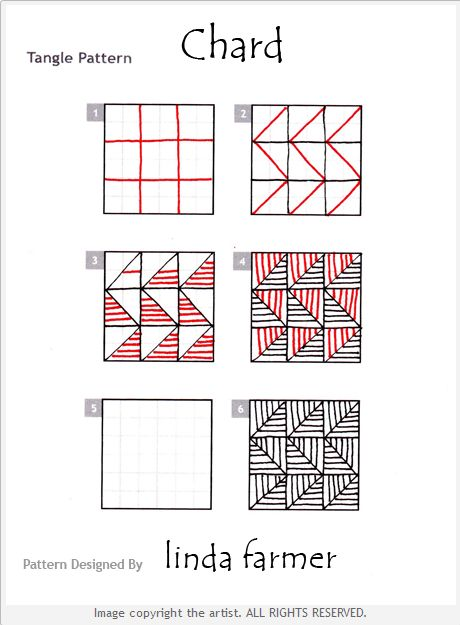 Chard
Tangle Pattern
1
2
3
4
5
6
Pattern Designed By linda farmer
Image copyright the artist. ALL RIGHTS RESERVED.